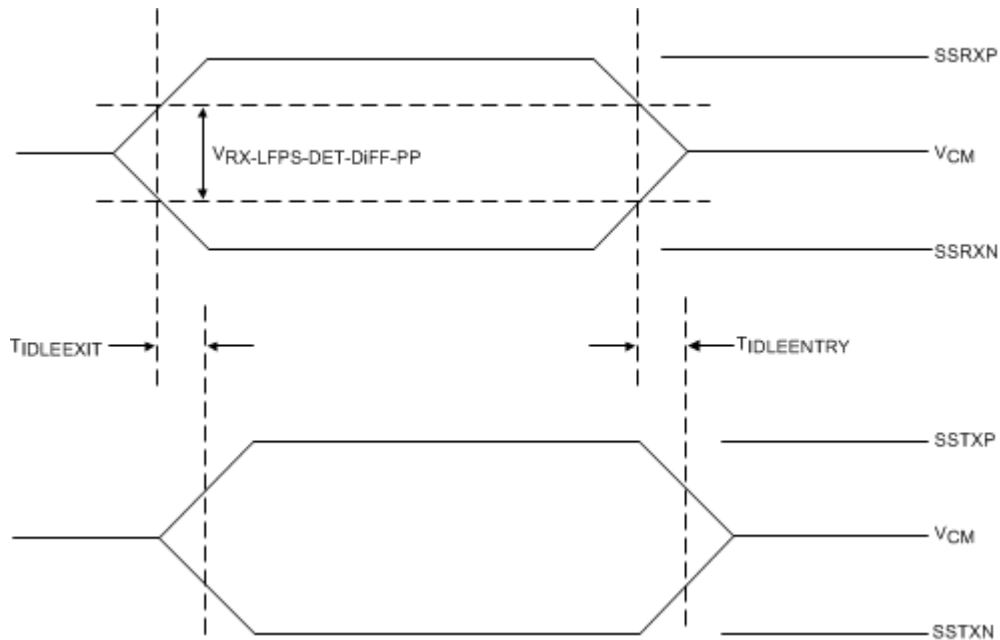 SSRXP
VRX-LFPS-DET-DiFF-PP
VCM
SSRXN
TIDLEEXIT
TIDLEENTRY
SSTXP
VCM
SSTXN